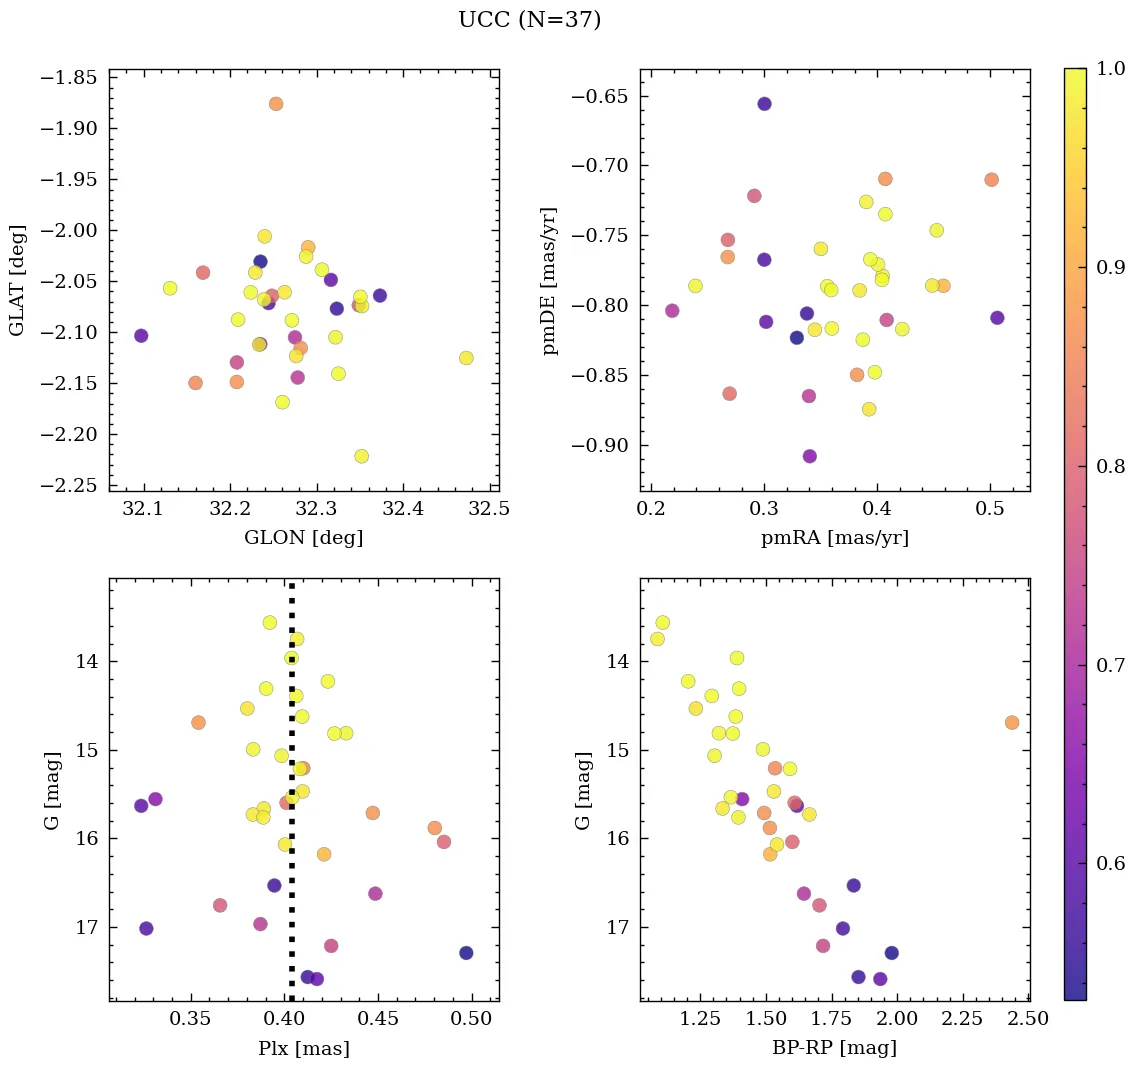 UCC (N=37)
−1.85
−1.90
−1.95
−2.00
−2.05
−2.10
−2.15
−2.20
−2.25
GLAT [deg]
32.1 32.2 32.3 32.4 32.5
GLON [deg]
−0.65
−0.70
−0.75
−0.80
−0.85
−0.90
pmDE [mas/yr]
0.2 0.3 0.4 0.5
pmRA [mas/yr]
1.0
0.9
0.8
0.7
0.6
14
15
16
17
G [mag]
0.35 0.40 0.45 0.50
Plx [mas]
14
15
16
17
G [mag]
1.25 1.50 1.75 2.00 2.25 2.50
BP-RP [mag]